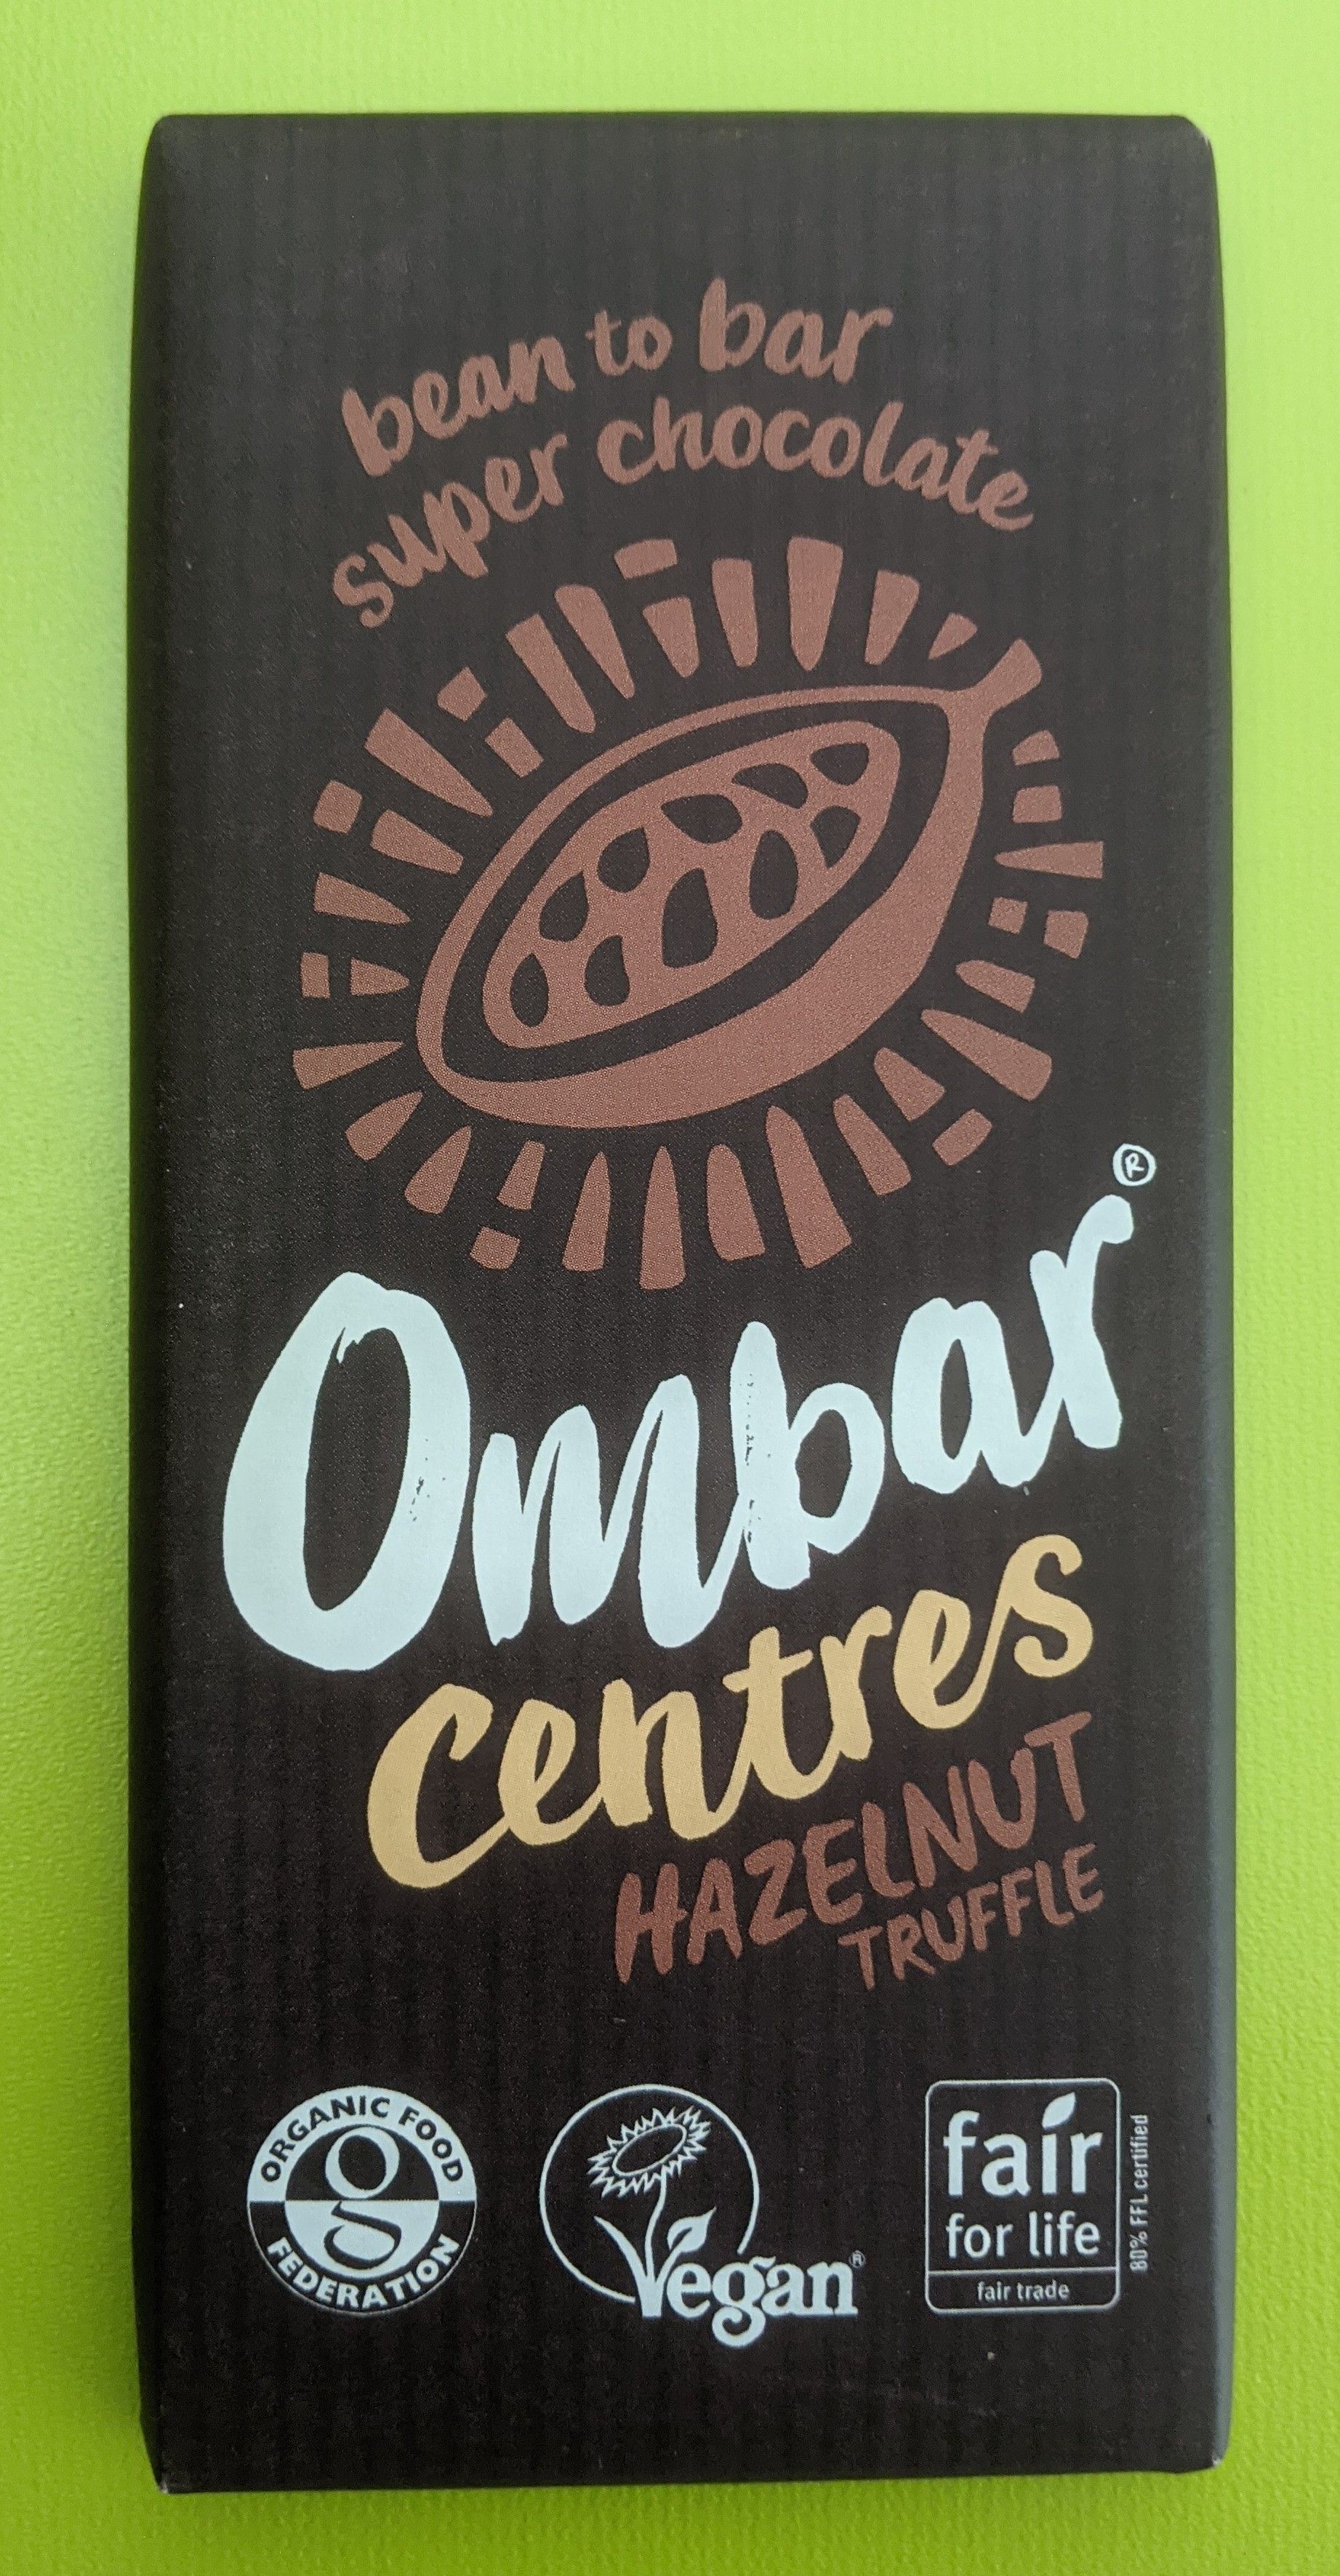 bean to bar
super chocolate
Ombar®
centres
HAZELNUT
TRUFFLE
ORGANIC FOOD
FEDERATION
Vegan®
fair
for life
fair trade
80% FFL certified